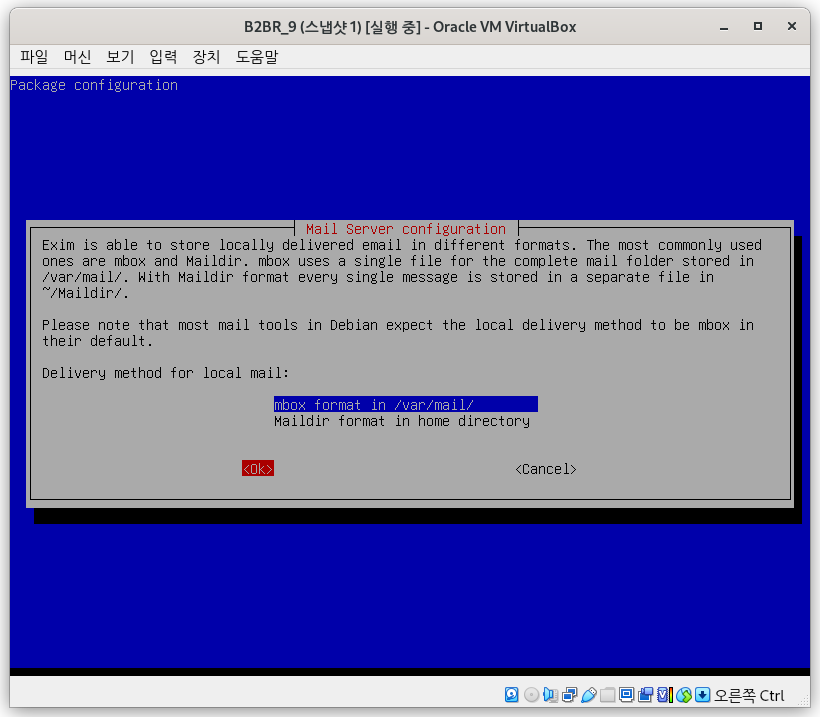 B2BR_9 (스냅샷 1) [실행 중] - Oracle VM VirtualBox
파일 머신 보기 입력 장치 도움말
Package configuration
Mail Server configuration
Exim is able to store locally delivered email in different formats. The most commonly used
ones are mbox and Maildir. mbox uses a single file for the complete mail folder stored in
/var/mail/. With Maildir format every single message is stored in a separate file in
~/Maildir/.
Please note that most mail tools in Debian expect the local delivery method to be mbox in
their default.
Delivery method for local mail:
mbox format in /var/mail/
Maildir format in home directory
<Ok> <Cancel>
오른쪽 Ctrl